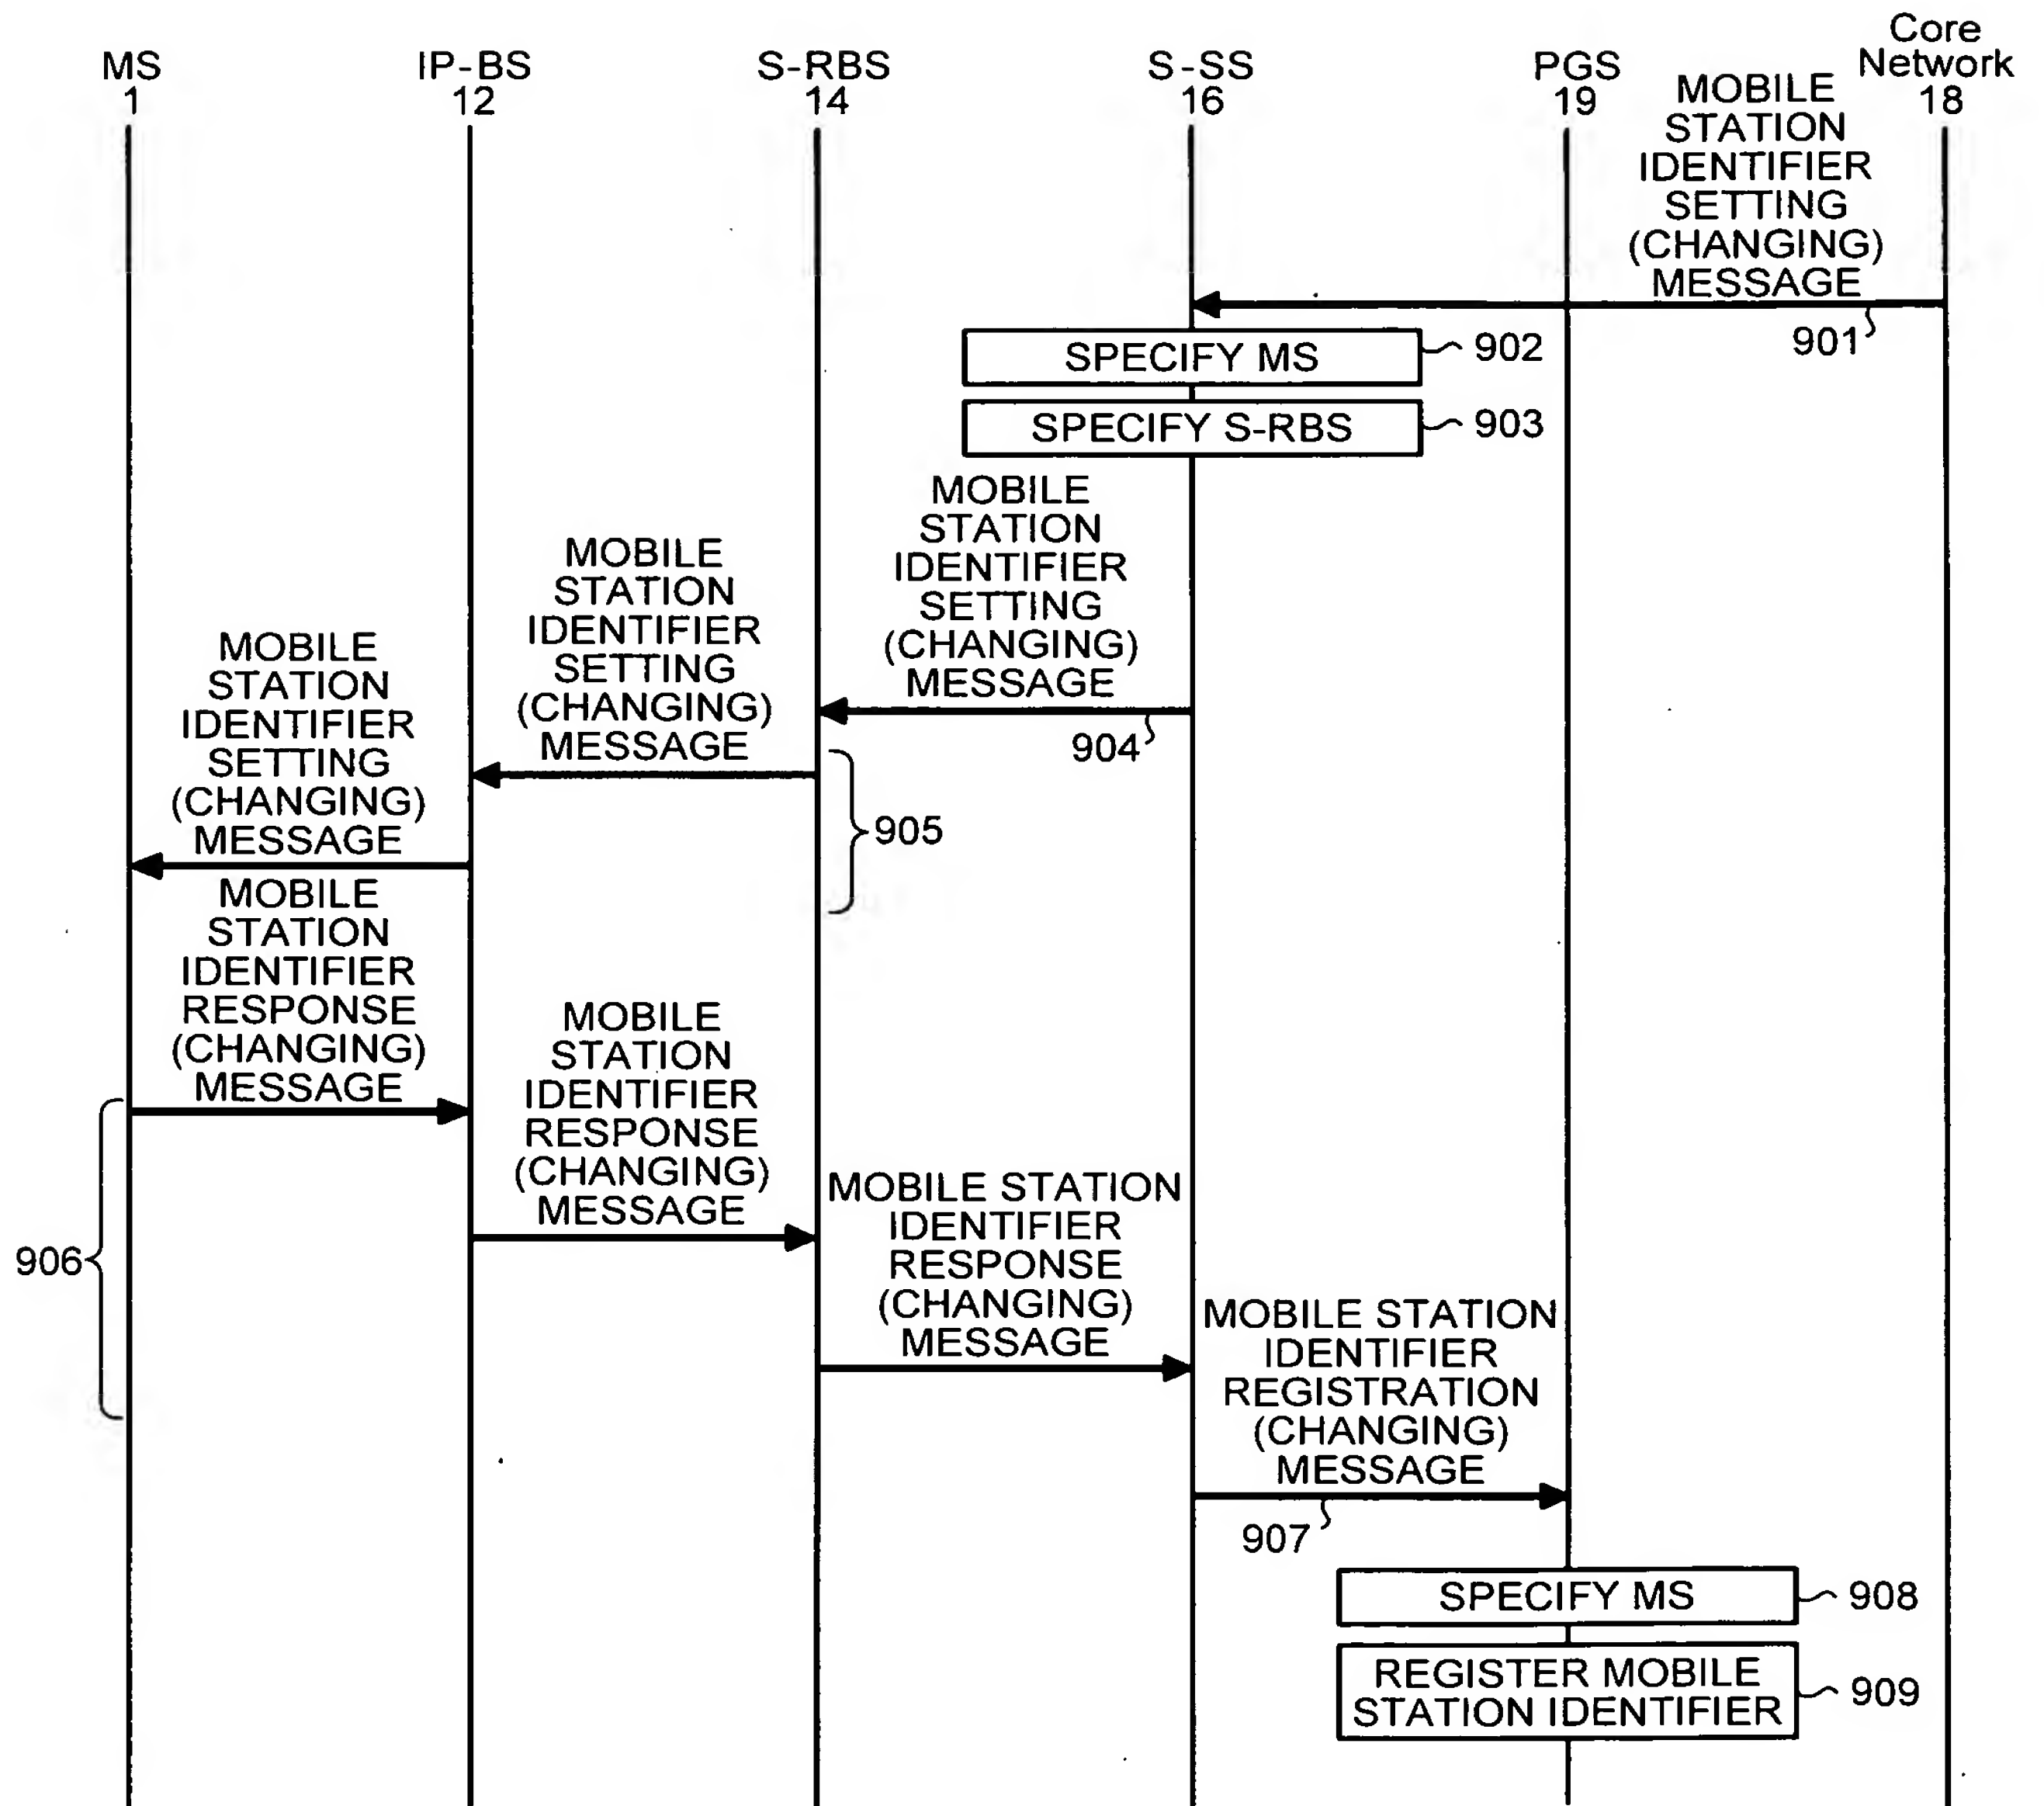 MS
1
IP-BS
12
S-RBS
14
S-SS
16
PGS
19
Core
Network
18
MOBILE
STATION
IDENTIFIER
SETTING
(CHANGING)
MESSAGE
901
SPECIFY MS
902
SPECIFY S-RBS
903
MOBILE
STATION
IDENTIFIER
SETTING
(CHANGING)
MESSAGE
904
MOBILE
STATION
IDENTIFIER
SETTING
(CHANGING)
MESSAGE
905
MOBILE
STATION
IDENTIFIER
SETTING
(CHANGING)
MESSAGE
MOBILE
STATION
IDENTIFIER
RESPONSE
(CHANGING)
MESSAGE
906
MOBILE
STATION
IDENTIFIER
RESPONSE
(CHANGING)
MESSAGE
MOBILE STATION
IDENTIFIER
RESPONSE
(CHANGING)
MESSAGE
MOBILE STATION
IDENTIFIER
REGISTRATION
(CHANGING)
MESSAGE
907
SPECIFY MS
908
REGISTER MOBILE
STATION IDENTIFIER
909